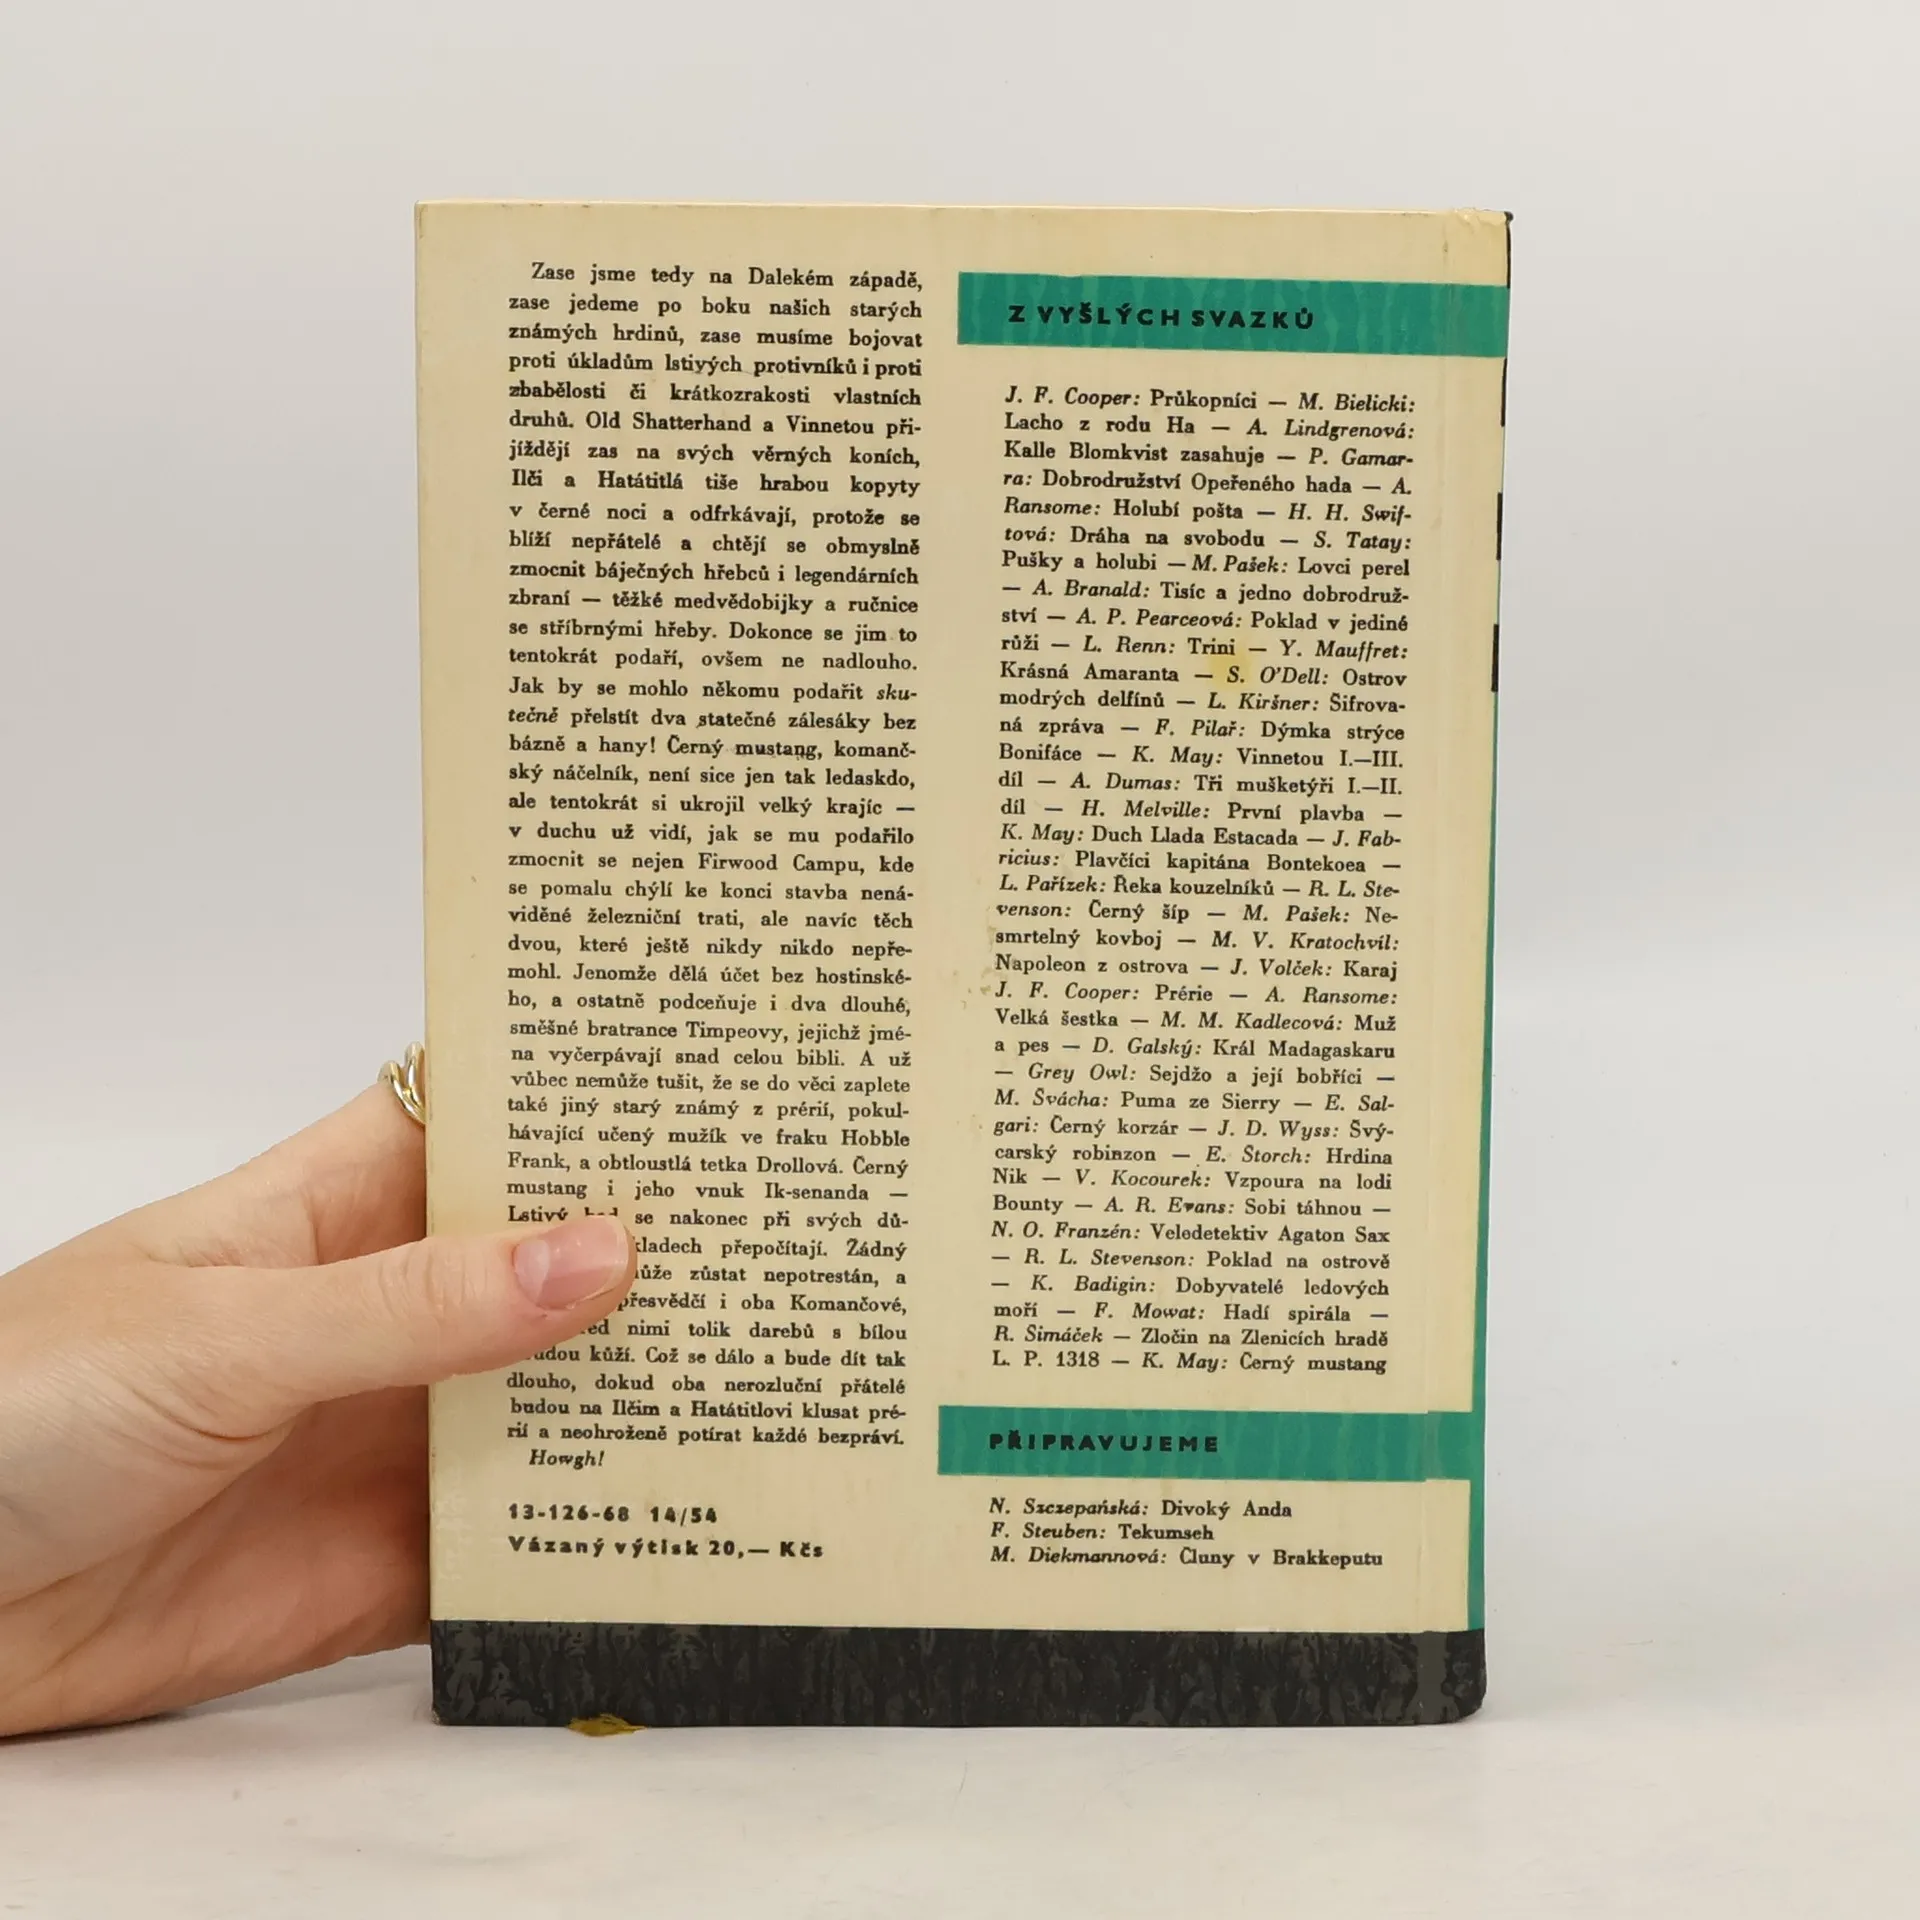 Zase jsme tedy na Dalekém západě,
zase jedeme po boku našich starých
známých hrdinů, zase musíme bojovat
proti úkladům lstivých protivníků i proti
zbabělosti či krátkozrakosti vlastních
druhů. Old Shatterhand a Vinnetou při-
jíždějí zas na svých věrných koních,
Ilči a Hatátitlá tiše hrabou kopyty
v černé noci a odfrkávají, protože se
blíží nepřátelé a chtějí se obmyslně
zmocnit báječných hřebců i legendárních
zbraní — těžké medvědobijky a ručnice
se stříbrnými hřeby. Dokonce se jim to
tentokrát podaří, ovšem ne nadlouho.
Jak by se mohlo někomu podařit sku-
tečně přelstít dva statečné zálesáky bez
bázně a hany! Černý mustang, komanč-
ský náčelník, není sice jen tak ledaskdo,
ale tentokrát si ukrojil velký krajíc —
v duchu už vidí, jak se mu podařilo
zmocnit se nejen Firwood Campu, kde
se pomalu chýlí ke konci stavba nená-
viděné železniční trati, ale navíc těch
dvou, které ještě nikdy nikdo nepře-
mohl. Jenomže dělá účet bez hostinské-
ho, a ostatně podceňuje i dva dlouhé,
směšné bratrance Timpeovy, jejichž jmé-
na vyčerpávají snad celou bibli. A už
vůbec nemůže tušit, že se do věci zaplete
také jiný starý známý z prérií, pokul-
hávající učený mužík ve fraku Hobble
Frank, a obtloustlá tetka Drollová. Černý
mustang i jeho vnuk Ik-senanda —
Lstivý se nakonec při svých dů-
kladech přepočítají. Žádný
ůže zůstat nepotrestán, a
přesvědčí i oba Komančové,
ed nimi tolik darebů s bílou
udou kůží. Což se dálo a bude dít tak
dlouho, dokud oba nerozluční přátelé
budou na Ilčim a Hatátitlovi klusat pré-
rií a neohroženě potírat každé bezpráví.
Howgh!
13-126-68 14/54
Vázaný výtisk 20,— Kčs
Z VYŠLÝCH SVAZKŮ
J. F. Cooper: Průkopníci — M. Bielicki:
Lacho z rodu Ha — A. Lindgrenová:
Kalle Blomkvist zasahuje — P. Gamar-
ra: Dobrodružství Opeřeného hada — A.
Ransome: Holubí pošta — H. H. Swif-
tová: Dráha na svobodu — S. Tatay:
Pušky a holubi — M. Pašek: Lovci perel
— A. Branald: Tisíc a jedno dobrodruž-
ství — A. P. Pearceová: Poklad v jediné
růži — L. Renn: Trini — Y. Mauffret:
Krásná Amaranta — S. O'Dell: Ostrov
modrých delfínů — L. Kiršner: Šifrova-
ná zpráva — F. Pilař: Dýmka strýce
Bonifáce — K. May: Vinnetou I.—III.
díl — A. Dumas: Tři mušketýři I.—II.
díl — H. Melville: První plavba —
K. May: Duch Llada Estacada — J. Fab-
ricius: Plavčíci kapitána Bontekoea —
L. Pařízek: Řeka kouzelníků — R. L. Ste-
venson: Černý šíp — M. Pašek: Ne-
smrtelný kovboj — M. V. Kratochvíl:
Napoleon z ostrova — J. Volček: Karaj
J. F. Cooper: Prérie — A. Ransome:
Velká šestka — M. M. Kadlecová: Muž
a pes — D. Galský: Král Madagaskaru
— Grey Owl: Sejdžo a její bobříci —
M. Švácha: Puma ze Sierry — E. Sal-
gari: Černý korzár — J. D. Wyss: Švý-
carský robinzon — E. Štorch: Hrdina
Nik — V. Kocourek: Vzpoura na lodi
Bounty — A. R. Evans: Sobi táhnou —
N. O. Franzén: Veledetektiv Agaton Sax
— R. L. Stevenson: Poklad na ostrově
— K. Badigin: Dobyvatelé ledových
moří — F. Mowat: Hadí spirála —
R. Šimáček — Zločin na Zlenicích hradě
L. P. 1318 — K. May: Černý mustang
PŘIPRAVUJEME
N. Szczepańská: Divoký Anda
F. Steuben: Tekumseh
M. Diekmannová: Čluny v Brakkeputu